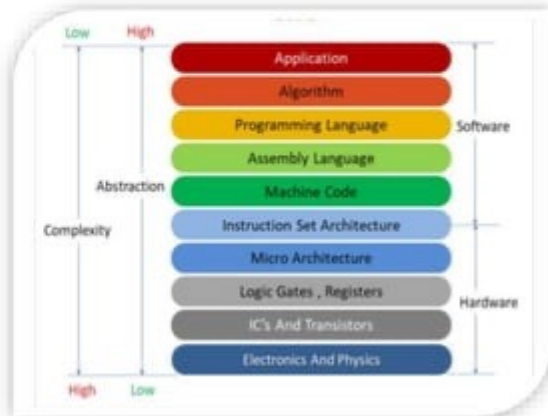 Low High
Application
Algorithm
Programming Language
Software
Assembly Language
Abstraction
Machine Code
Complexity
Instruction Set Architecture
Micro Architecture
Logic Gates , Registers
Hardware
IC's And Transistors
Electronics And Physics
High Low